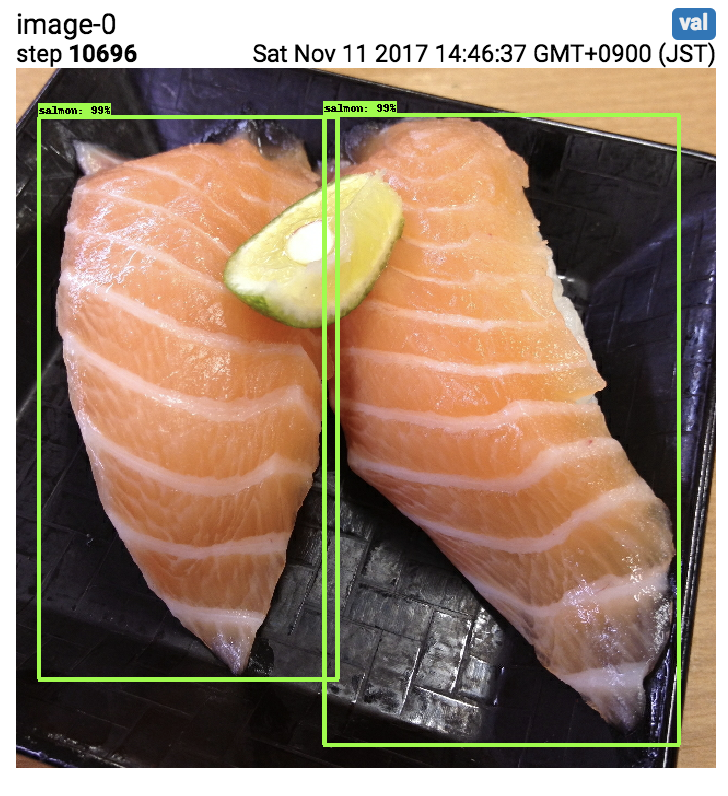 image-0
val
step 10696
Sat Nov 11 2017 14:46:37 GMT+0900 (JST)
salmon: 99%
salmon: 99%